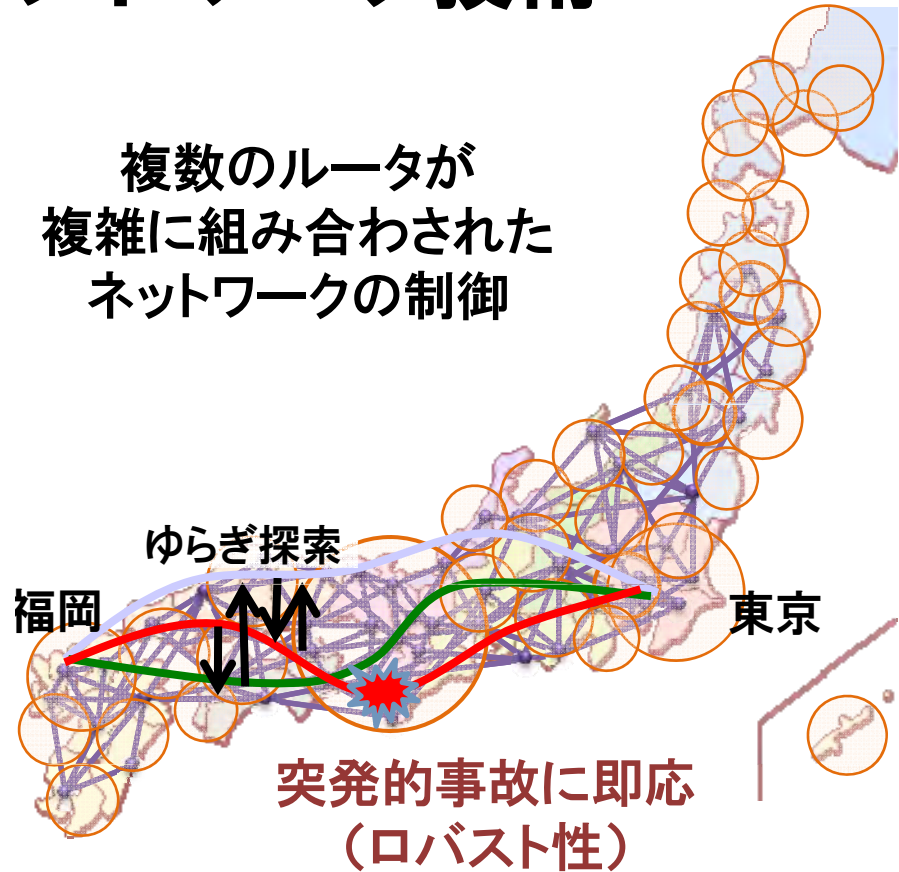 複数のルータが
複雑に組み合わされた
ネットワークの制御
ゆらぎ探索
福岡
東京
突発的事故に即応
（ロバスト性）